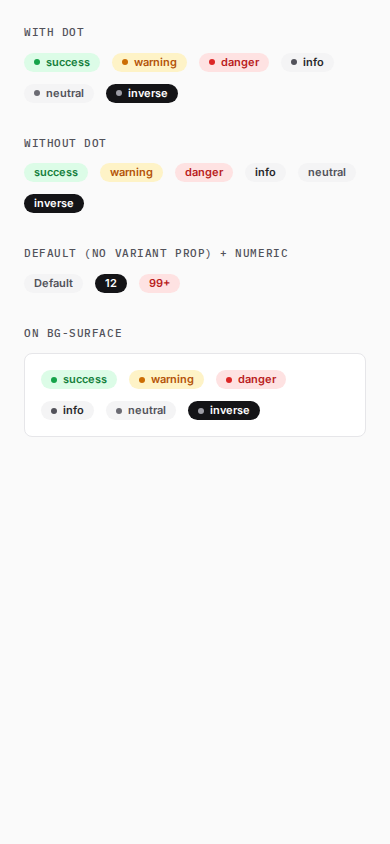 WITH DOT
success warning danger info
neutral inverse
WITHOUT DOT
success warning danger info neutral
inverse
DEFAULT (NO VARIANT PROP) + NUMERIC
Default 12 99+
ON BG-SURFACE
success warning danger
info neutral inverse